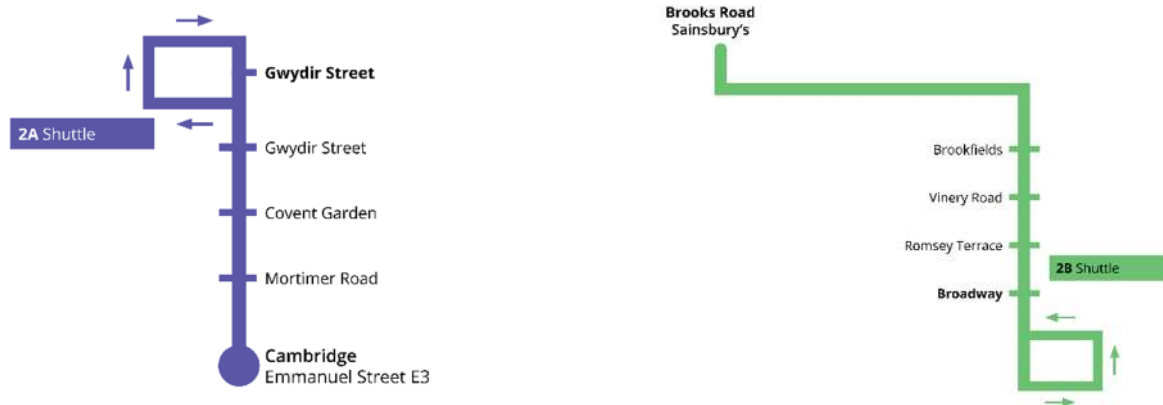 Gwydir Street
2A Shuttle
Gwydir Street
Covent Garden
Mortimer Road
Cambridge
Emmanuel Street E3
Brooks Road
Sainsbury's
Brookfields
Vinery Road
Romsey Terrace
2B Shuttle
Broadway